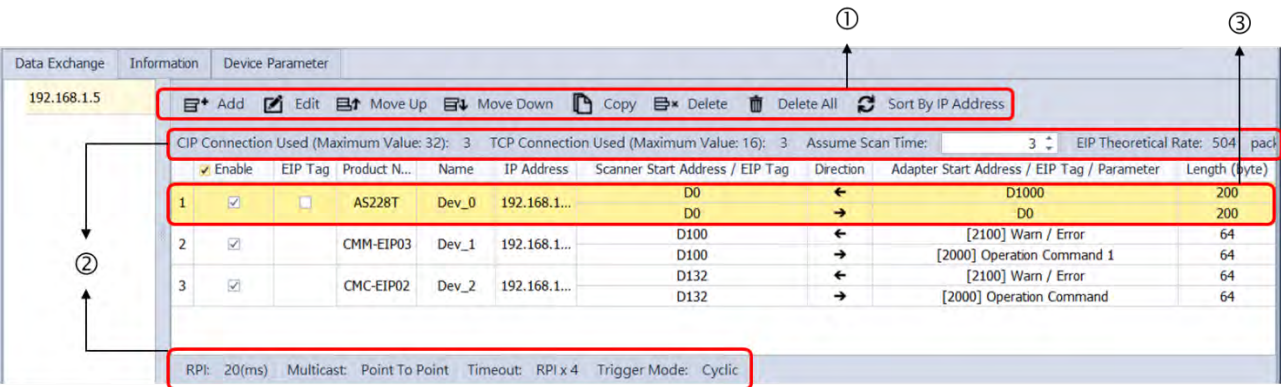 ① ③
Data Exchange Information Device Parameter
192.168.1.5
Add Edit Move Up Move Down Copy Delete Delete All Sort By IP Address
CIP Connection Used (Maximum Value: 32): 3 TCP Connection Used (Maximum Value: 16): 3 Assume Scan Time: 3 EIP Theoretical Rate: 504 pack
Enable EIP Tag Product N... Name IP Address Scanner Start Address / EIP Tag Direction Adapter Start Address / EIP Tag / Parameter Length (byte)
1 AS228T Dev_0 192.168.1... D0 ← D1000 200
D0 → D0 200
2 CMM-EIP03 Dev_1 192.168.1... D100 ← [2100] Warn / Error 64
D100 → [2000] Operation Command 1 64
②
3 CMC-EIP02 Dev_2 192.168.1... D132 ← [2100] Warn / Error 64
D132 → [2000] Operation Command 64
RPI: 20(ms) Multicast: Point To Point Timeout: RPI x 4 Trigger Mode: Cyclic